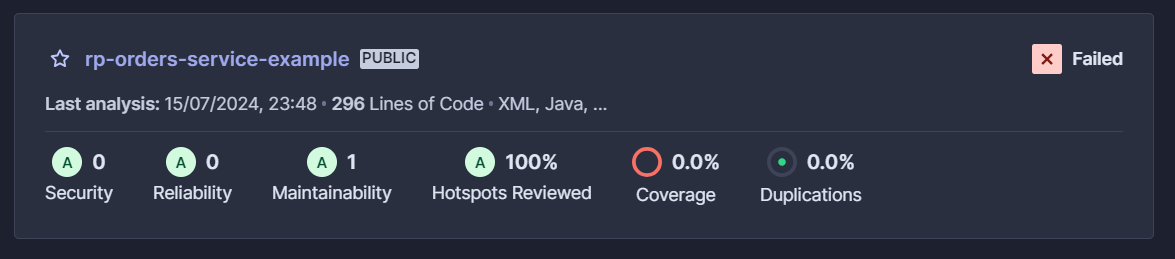 rp-orders-service-example PUBLIC Failed
Last analysis: 15/07/2024, 23:48 • 296 Lines of Code • XML, Java, ...
A 0 A 0 A 1 A 100% 0.0% 0.0%
Security Reliability Maintainability Hotspots Reviewed Coverage Duplications